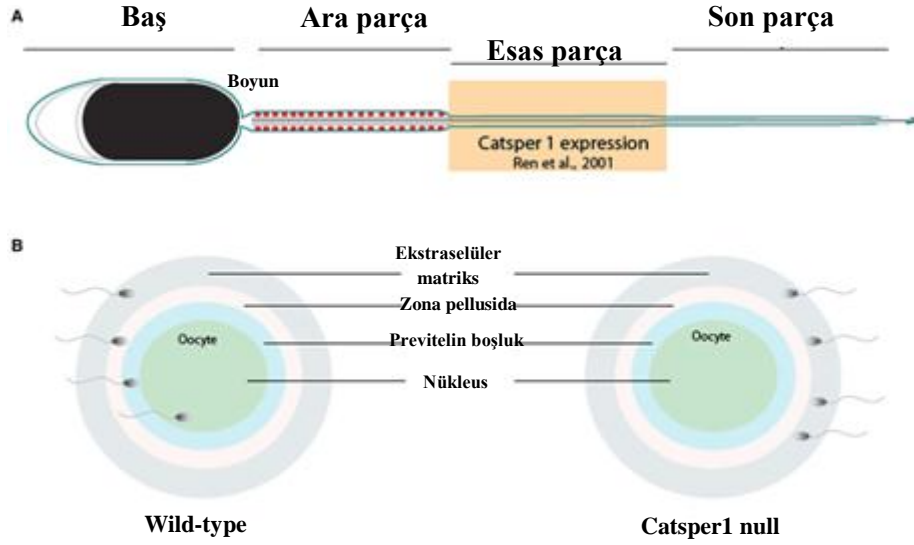 A
Baş
Ara parça
Esas parça
Son parça
Boyun
Catsper 1 expression
Ren et al., 2001
B
Ekstraselüler
matriks
Zona pellusida
Previtelin boşluk
Nükleus
Oocyte
Oocyte
Wild-type
Catsper1 null